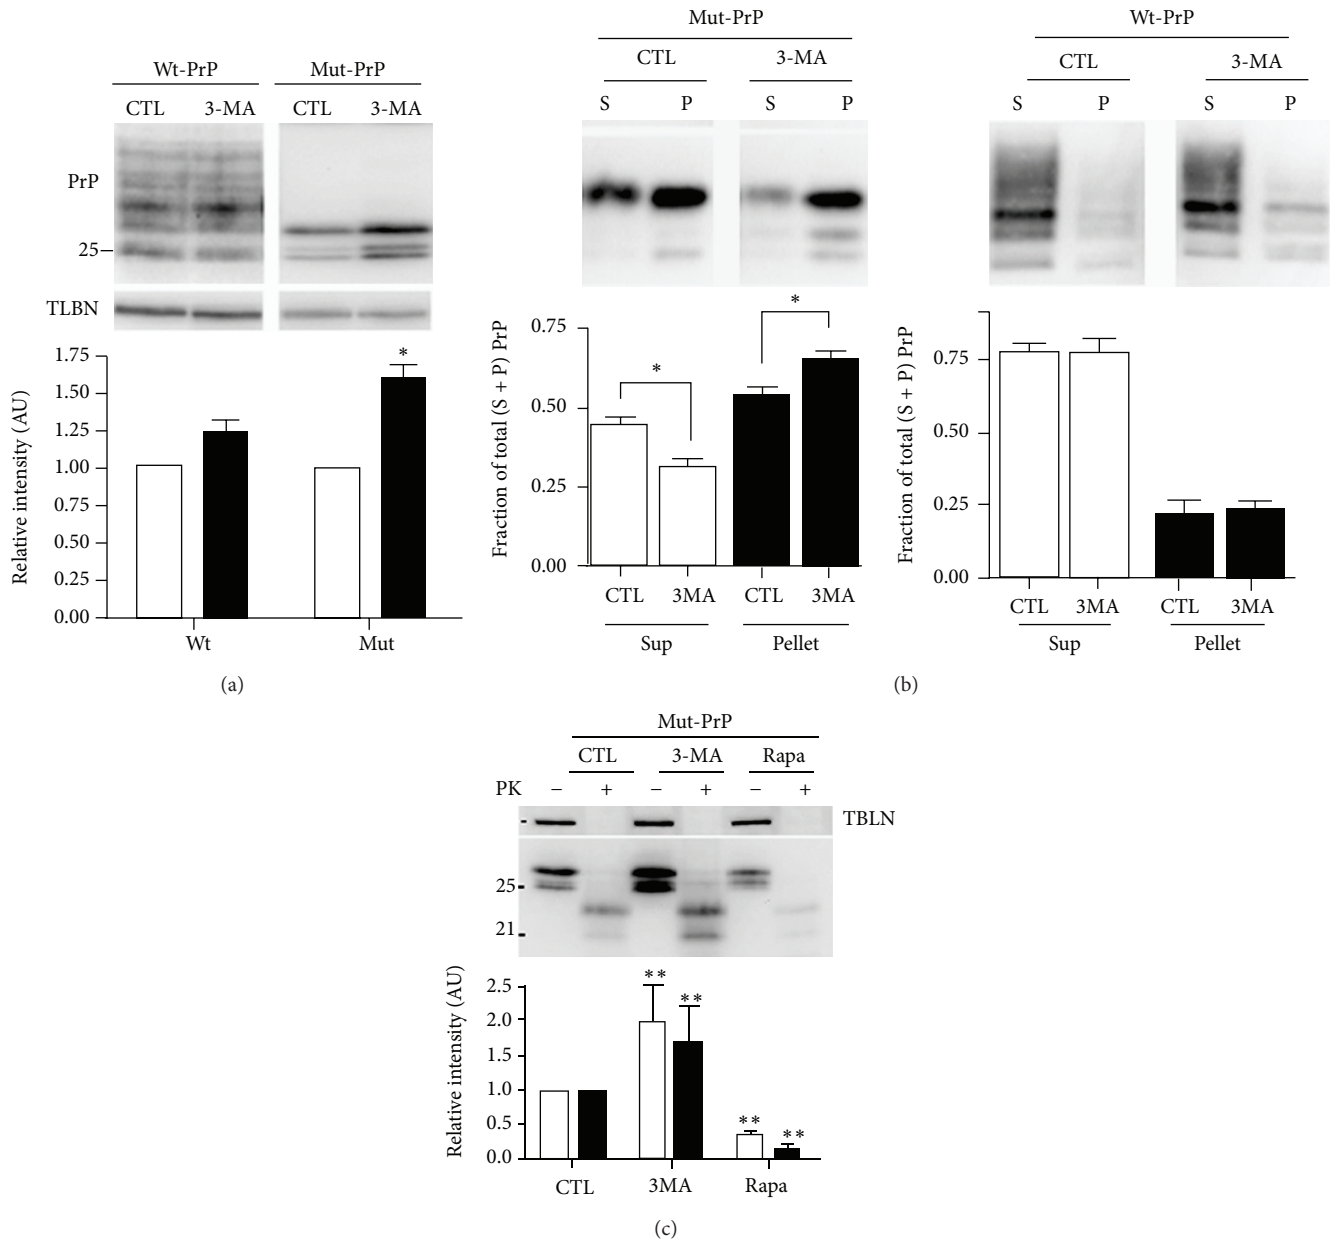 Wt-PrP Mut-PrP
CTL 3-MA CTL 3-MA
PrP
25
TLBN
Relative intensity (AU)
1.75
1.50
1.25
1.00
0.75
0.50
0.25
0.00
*
Wt Mut
(a)
Mut-PrP
CTL 3-MA
S P S P
Fraction of total (S + P) PrP
0.75
0.50
0.25
0.00
* *
CTL 3MA CTL 3MA
Sup Pellet
Wt-PrP
CTL 3-MA
S P S P
Fraction of total (S + P) PrP
0.75
0.50
0.25
0.00
CTL 3MA CTL 3MA
Sup Pellet
(b)
Mut-PrP
CTL 3-MA Rapa
PK − + − + − +
TBLN
25
21
Relative intensity (AU)
2.5
2.0
1.5
1.0
0.5
0.0
** ** ** **
CTL 3MA Rapa
(c)